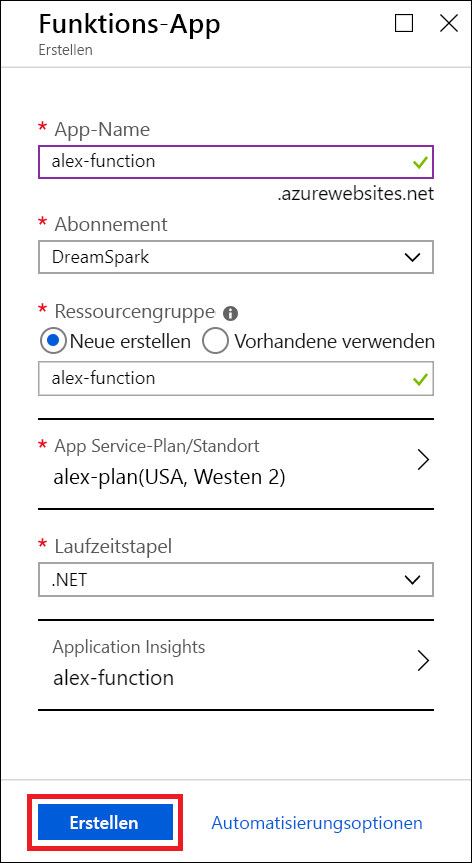 Funktions-App
Erstellen
* App-Name
alex-function
.azurewebsites.net
* Abonnement
DreamSpark
* Ressourcengruppe
Neue erstellen Vorhandene verwenden
alex-function
* App Service-Plan/Standort
alex-plan(USA, Westen 2)
* Laufzeitstapel
.NET
Application Insights
alex-function
Erstellen Automatisierungsoptionen